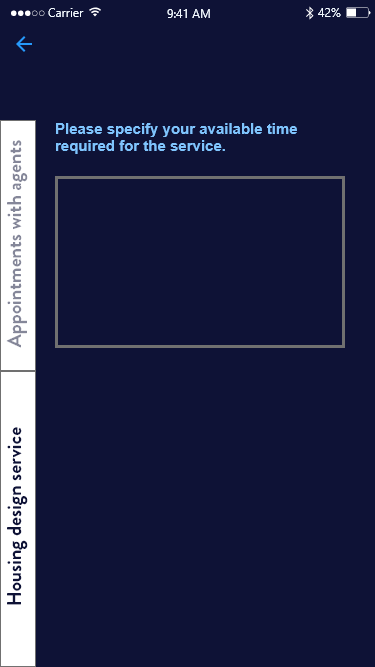 Carrier 9:41 AM 42%
Please specify your available time
required for the service.
Appointments with agents
Housing design service